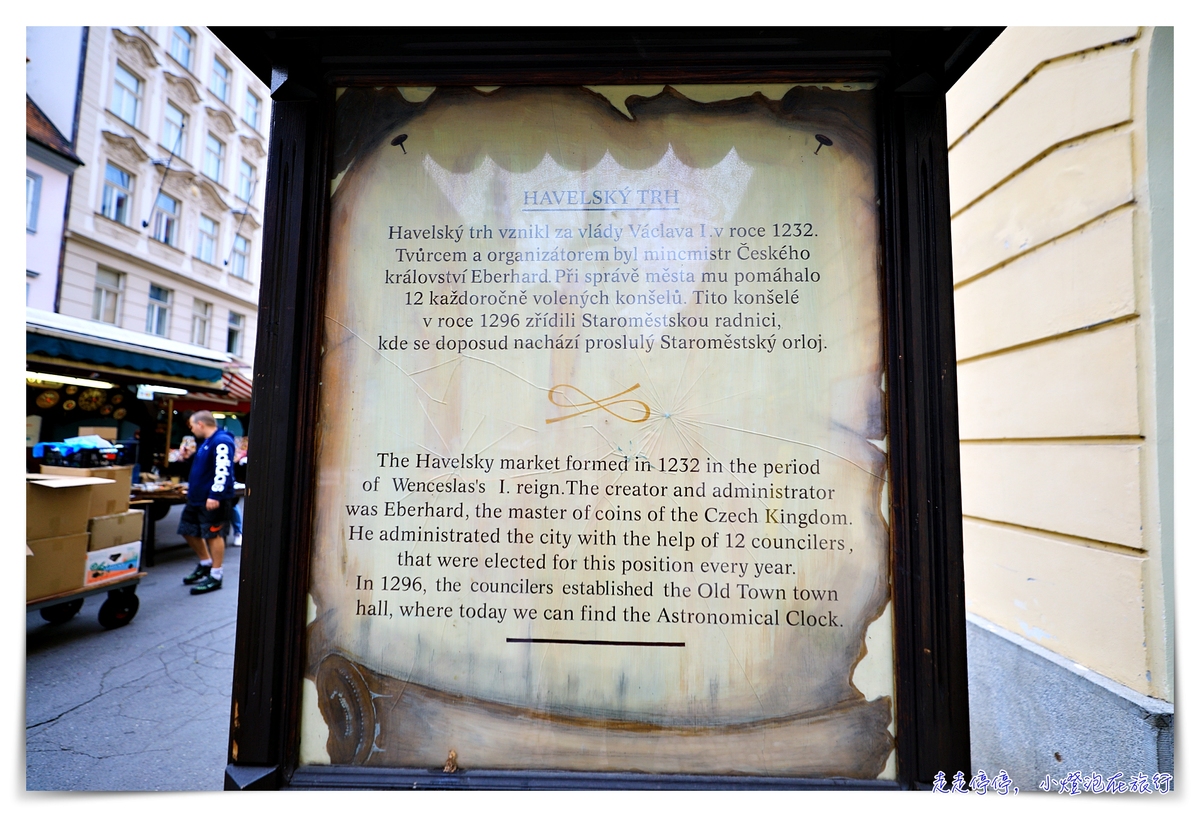 HAVELSKÝ TRH
Havelský trh vznikl za vlády Václava I.v roce 1232.
Tvůrcem a organizátorem byl mincmistr Českého
království Eberhard.Při správě města mu pomáhalo
12 každoročně volených konšelů. Tito konšelé
v roce 1296 zřídili Staroměstskou radnici,
kde se doposud nachází proslulý Staroměstský orloj.
The Havelsky market formed in 1232 in the period
of Wenceslas's I. reign.The creator and administrator
was Eberhard, the master of coins of the Czech Kingdom.
He administrated the city with the help of 12 councilers,
that were elected for this position every year.
In 1296, the councilers established the Old Town town
hall, where today we can find the Astronomical Clock.
adidas
走走停停, 小燈泡在旅行